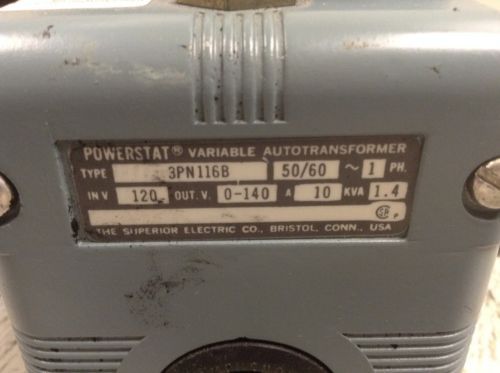 POWERSTAT® VARIABLE AUTOTRANSFORMER
TYPE 3PN116B 50/60 ~ 1 PH.
IN V 120 OUT. V. 0-140 A 10 KVA 1.4
THE SUPERIOR ELECTRIC CO., BRISTOL, CONN., USA